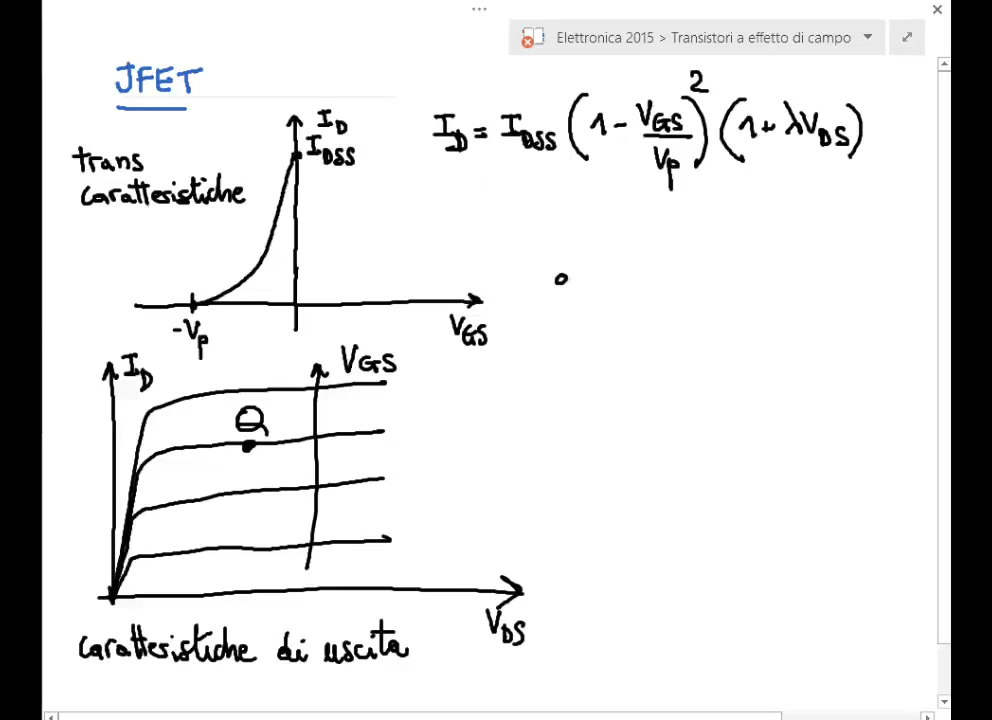 Elettronica 2015 > Transistori a effetto di campo
JFET
I_D = I_DSS (1 - V_GS/V_p)^2 (1 + λV_DS)
I_D
I_DSS
trans
caratteristiche
-V_p
V_GS
I_D
V_GS
Q
V_DS
caratteristiche di uscita